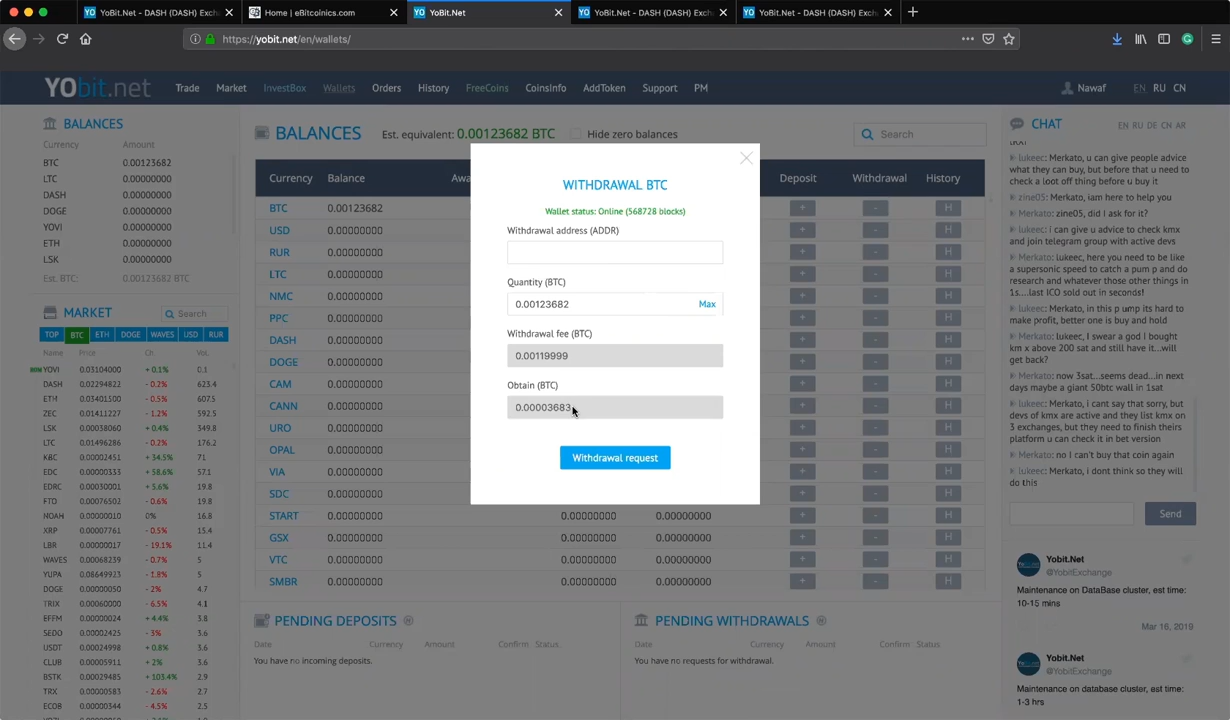 YoBit.Net - DASH (DASH) Exch
Home | eBitcoinics.com
YoBit.Net
YoBit.Net - DASH (DASH) Exch
YoBit.Net - DASH (DASH) Exch
https://yobit.net/en/wallets/
YObit.net
Trade
Market
InvestBox
Wallets
Orders
History
FreeCoins
CoinsInfo
AddToken
Support
PM
Nawaf
EN RU CN
BALANCES
Currency Amount
BTC 0.00123682
LTC 0.00000000
DASH 0.00000000
DOGE 0.00000000
YOVI 0.00000000
ETH 0.00000000
LSK 0.00000000
Est. BTC: 0.00123682 BTC
MARKET
Search
TOP BTC ETH DOGE WAVES USD RUR
Name Price Ch. Vol.
YOVI 0.03104000 + 0.1% 0.1
DASH 0.02294822 - 0.2% 623.4
ETH 0.03401500 - 0.5% 607.5
ZEC 0.01411227 - 1.2% 592.5
LSK 0.00038060 + 0.4% 349.8
LTC 0.01496286 - 0.2% 176.2
KBC 0.00002451 + 34.5% 71
EDC 0.00000333 + 58.6% 57.1
EDRC 0.00030001 + 5.6% 19.8
FTO 0.00076502 - 0.6% 19.8
NOAH 0.00000010 0% 16.8
XRP 0.00007761 - 0.5% 15.4
LBR 0.00000017 - 19.1% 11.4
WAVES 0.00068239 - 0.7% 5
YUPA 0.08649923 - 1.8% 5
DOGE 0.00000050 - 2% 4.7
TRIX 0.00060000 - 6.5% 4.1
EFFM 0.00000024 + 4.4% 3.8
SEDO 0.00002425 - 3% 3.6
USDT 0.00024998 + 0.8% 3.6
CLUB 0.00005911 + 2% 3.6
BSTK 0.00029485 + 103.4% 2.9
TRX 0.00000583 - 2.6% 2.7
ECOB 0.00000344 - 4.5% 2.5
BALANCES
Est. equivalent: 0.00123682 BTC
Hide zero balances
Search
Currency Balance Awa Deposit Withdrawal History
BTC 0.00123682 + - H
USD 0.00000000 + - H
RUR 0.00000000 + - H
LTC 0.00000000 + - H
NMC 0.00000000 + - H
PPC 0.00000000 + - H
DASH 0.00000000 + - H
DOGE 0.00000000 + - H
CAM 0.00000000 + - H
CANN 0.00000000 + - H
URO 0.00000000 + - H
OPAL 0.00000000 + - H
VIA 0.00000000 + - H
SDC 0.00000000 + - H
START 0.00000000 0.00000000 0.00000000 + - H
GSX 0.00000000 0.00000000 0.00000000 + - H
VTC 0.00000000 0.00000000 0.00000000 + - H
SMBR 0.00000000 0.00000000 0.00000000 + - H
WITHDRAWAL BTC
Wallet status: Online (568728 blocks)
Withdrawal address (ADDR)
Quantity (BTC)
0.00123682 Max
Withdrawal fee (BTC)
0.00119999
Obtain (BTC)
0.00003683
Withdrawal request
PENDING DEPOSITS
Date Currency Amount Confirm Status.
You have no incoming deposits.
PENDING WITHDRAWALS
Date Currency Amount Confirm Status
You have no requests for withdrawal.
CHAT
EN RU DE CN AR
lukeec: Merkato, u can give people advice
what they can buy, but before that u need to
check a loot off thing before u buy it
zine05: Merkato, iam here to help you
Merkato: zine05, did I ask for it?
lukeec: i can give u advice to check kmx
and join telegram group with active devs
Merkato: lukeec, here you need to be like
a supersonic speed to catch a pum p and do
research and whatever those other things in
1s....last ICO sold out in seconds!
Merkato: lukeec, in this p ump its hard to
make profit, better one is buy and hold
Merkato: lukeec, I swear a god I bought
km x above 200 sat and still have it...will
get back?
Merkato: now 3sat...seems dead...in next
days maybe a giant 50btc wall in 1sat
lukeec: Merkato, i cant say that sorry, but
devs of kmx are active and they list kmx on
3 exchanges, but they need to finish theirs
platform u can check it in bet version
Merkato: no I can't buy that coin again
lukeec: Merkato, i dont think so they will
do this
Send
Yobit.Net
@YobitExchange
Maintenance on DataBase cluster, est time:
10-15 mins
Mar 16, 2019
Yobit.Net
@YobitExchange
Maintenance on database cluster, est time:
1-3 hrs